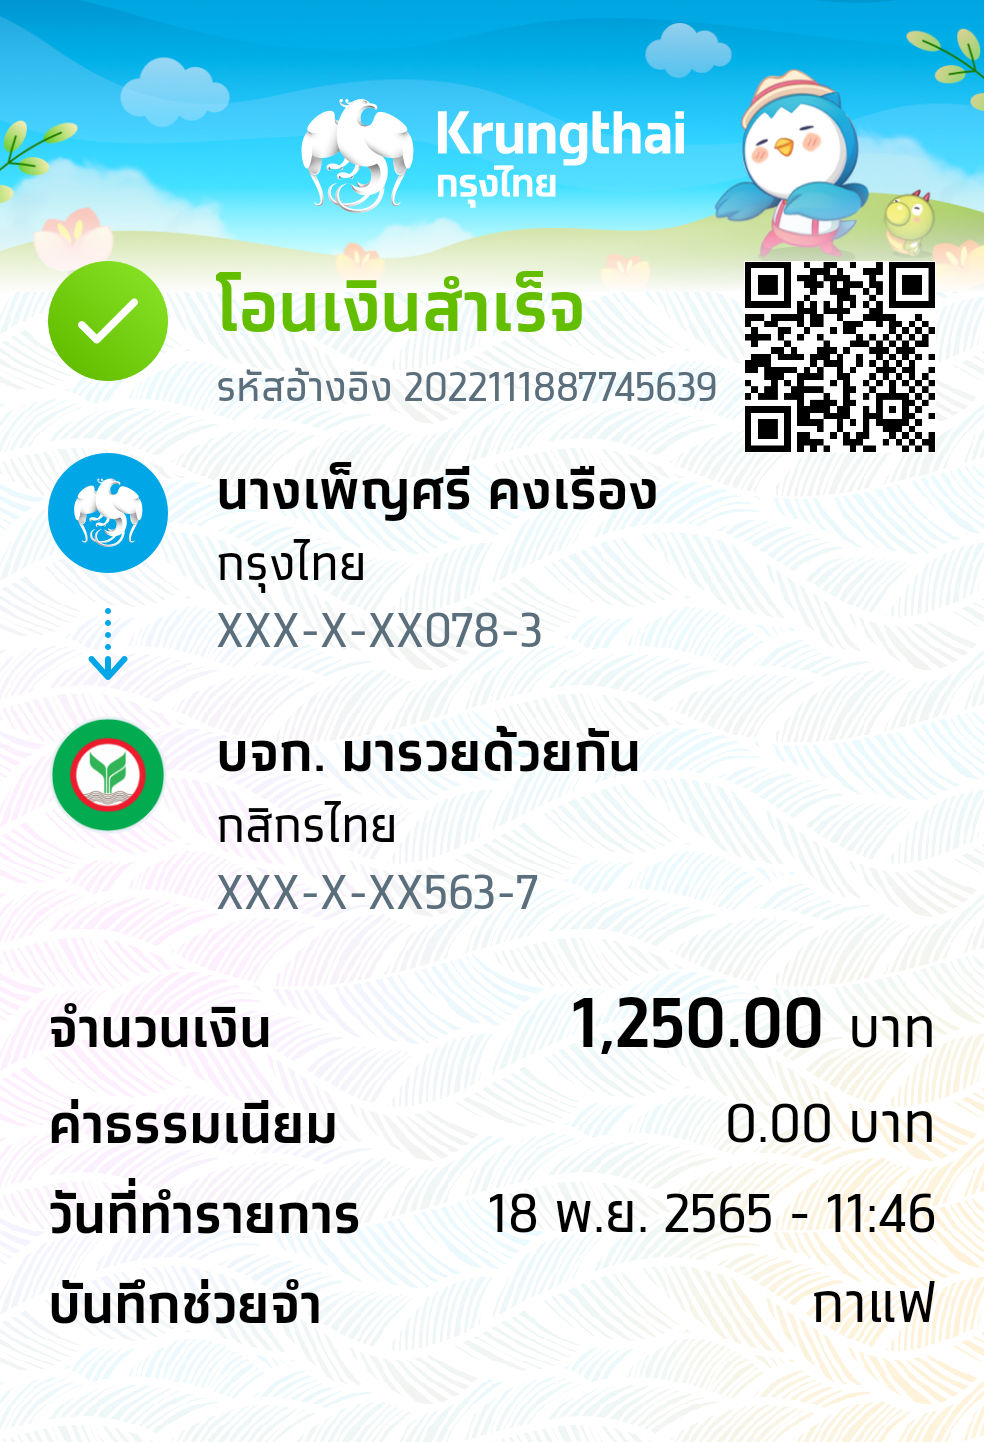 Krungthai
กรุงไทย
โอนเงินสำเร็จ
รหัสอ้างอิง 2022111887745639
นางเพ็ญศรี คงเรือง
กรุงไทย
XXX-X-XX078-3
บจก. มารวยด้วยกัน
กสิกรไทย
XXX-X-XX563-7
จำนวนเงิน 1,250.00 บาท
ค่าธรรมเนียม 0.00 บาท
วันที่ทำรายการ 18 พ.ย. 2565 - 11:46
บันทึกช่วยจำ กาแฟ